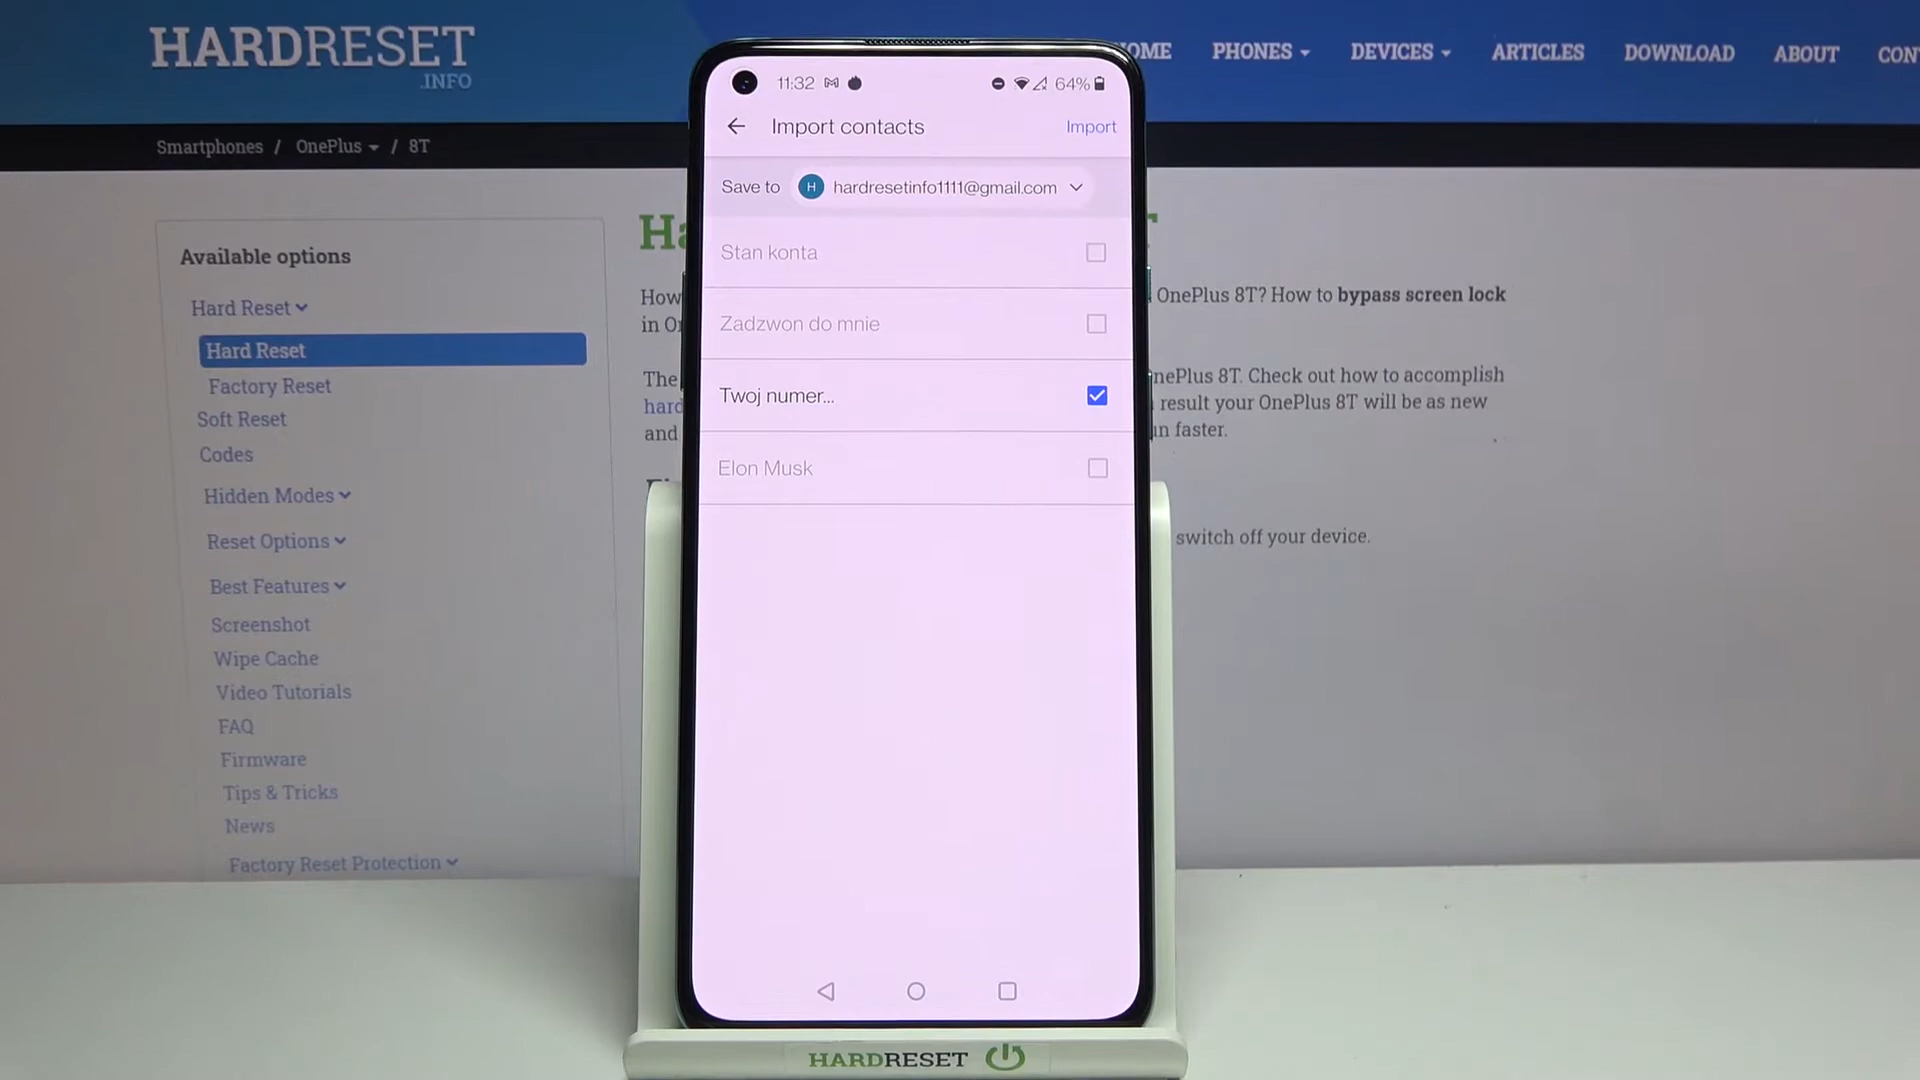 HARDRESET
.INFO
OME PHONES DEVICES ARTICLES DOWNLOAD ABOUT
Smartphones / OnePlus / 8T
Available options
Hard Reset
Hard Reset
Factory Reset
Soft Reset
Codes
Hidden Modes
Reset Options
Best Features
Screenshot
Wipe Cache
Video Tutorials
FAQ
Firmware
Tips & Tricks
News
Factory Reset Protection
11:32 64%
Import contacts Import
Save to H hardresetinfo1111@gmail.com
Stan konta
Zadzwon do mnie
Twoj numer...
Elon Musk
How OnePlus 8T? How to bypass screen lock
in
The nePlus 8T. Check out how to accomplish
hard result your OnePlus 8T will be as new
and n faster.
switch off your device.
HARDRESET